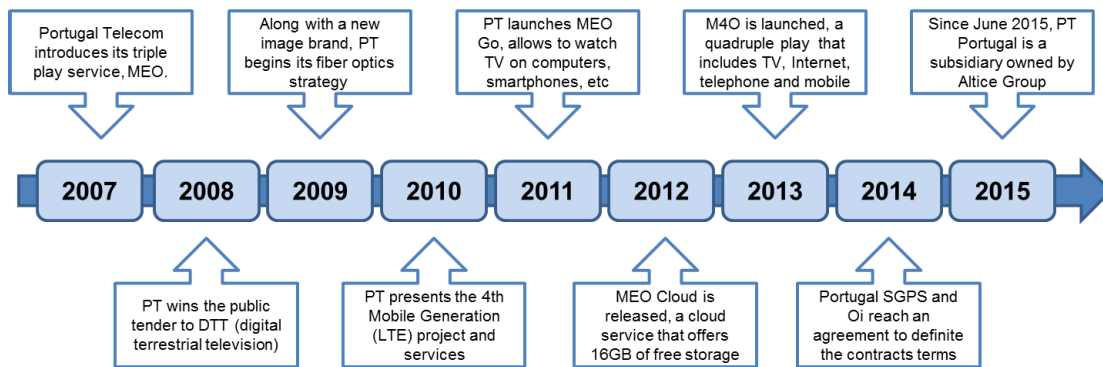 Portugal Telecom
introduces its triple
play service, MEO.
Along with a new
image brand, PT
begins its fiber optics
strategy
PT launches MEO
Go, allows to watch
TV on computers,
smartphones, etc
M4O is launched, a
quadruple play that
includes TV, Internet,
telephone and mobile
Since June 2015, PT
Portugal is a
subsidiary owned by
Altice Group
2007
2008
2009
2010
2011
2012
2013
2014
2015
PT wins the public
tender to DTT (digital
terrestrial television)
PT presents the 4th
Mobile Generation
(LTE) project and
services
MEO Cloud is
released, a cloud
service that offers
16GB of free storage
Portugal SGPS and
Oi reach an
agreement to definite
the contracts terms